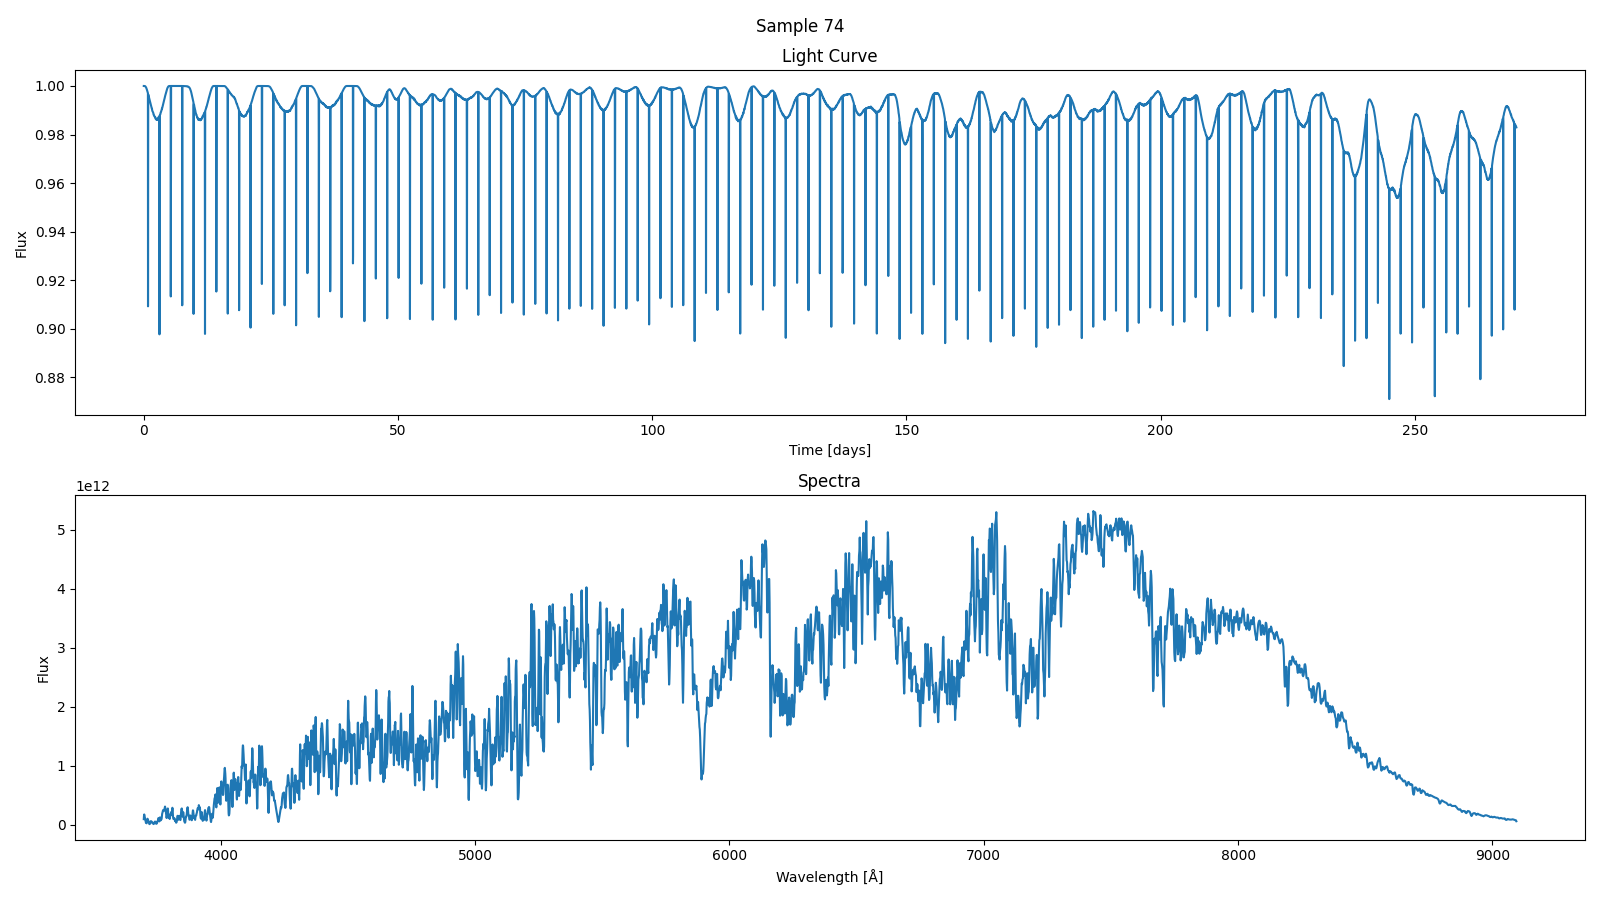 Sample 74
Light Curve
Flux
1.00
0.98
0.96
0.94
0.92
0.90
0.88
0 50 100 150 200 250
Time [days]
Spectra
1e12
Flux
5
4
3
2
1
0
4000 5000 6000 7000 8000 9000
Wavelength [Å]